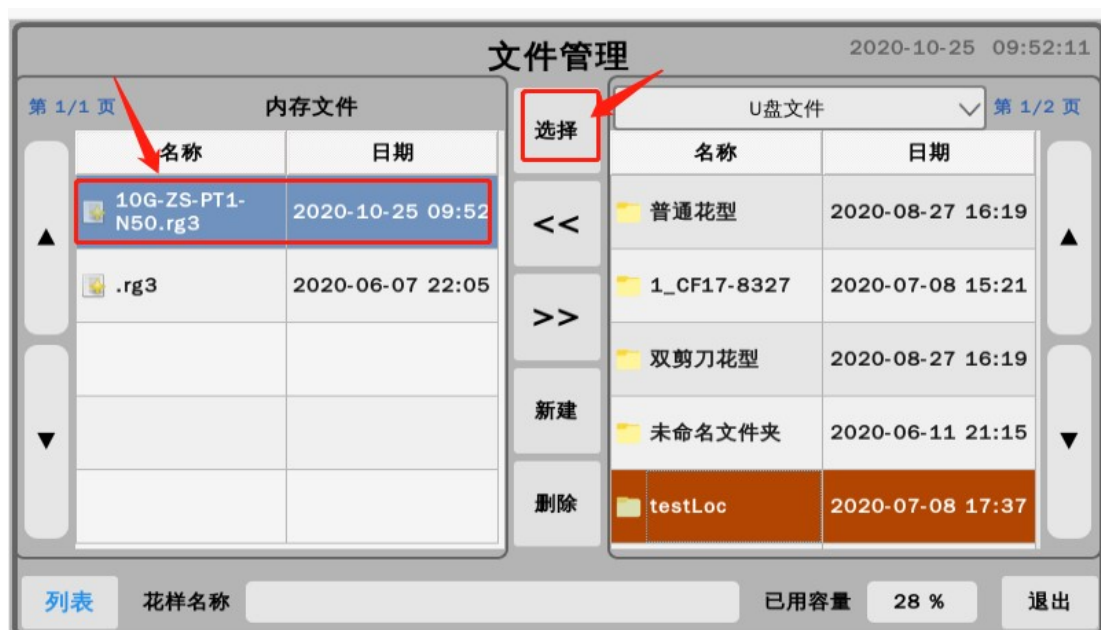 文件管理
2020-10-25 09:52:11
第 1/1 页
内存文件
名称
日期
10G-ZS-PT1-
N50.rg3
2020-10-25 09:52
.rg3
2020-06-07 22:05
选择
<<
>>
新建
删除
U盘文件
第 1/2 页
名称
日期
普通花型
2020-08-27 16:19
1_CF17-8327
2020-07-08 15:21
双剪刀花型
2020-08-27 16:19
未命名文件夹
2020-06-11 21:15
testLoc
2020-07-08 17:37
列表
花样名称
已用容量
28 %
退出